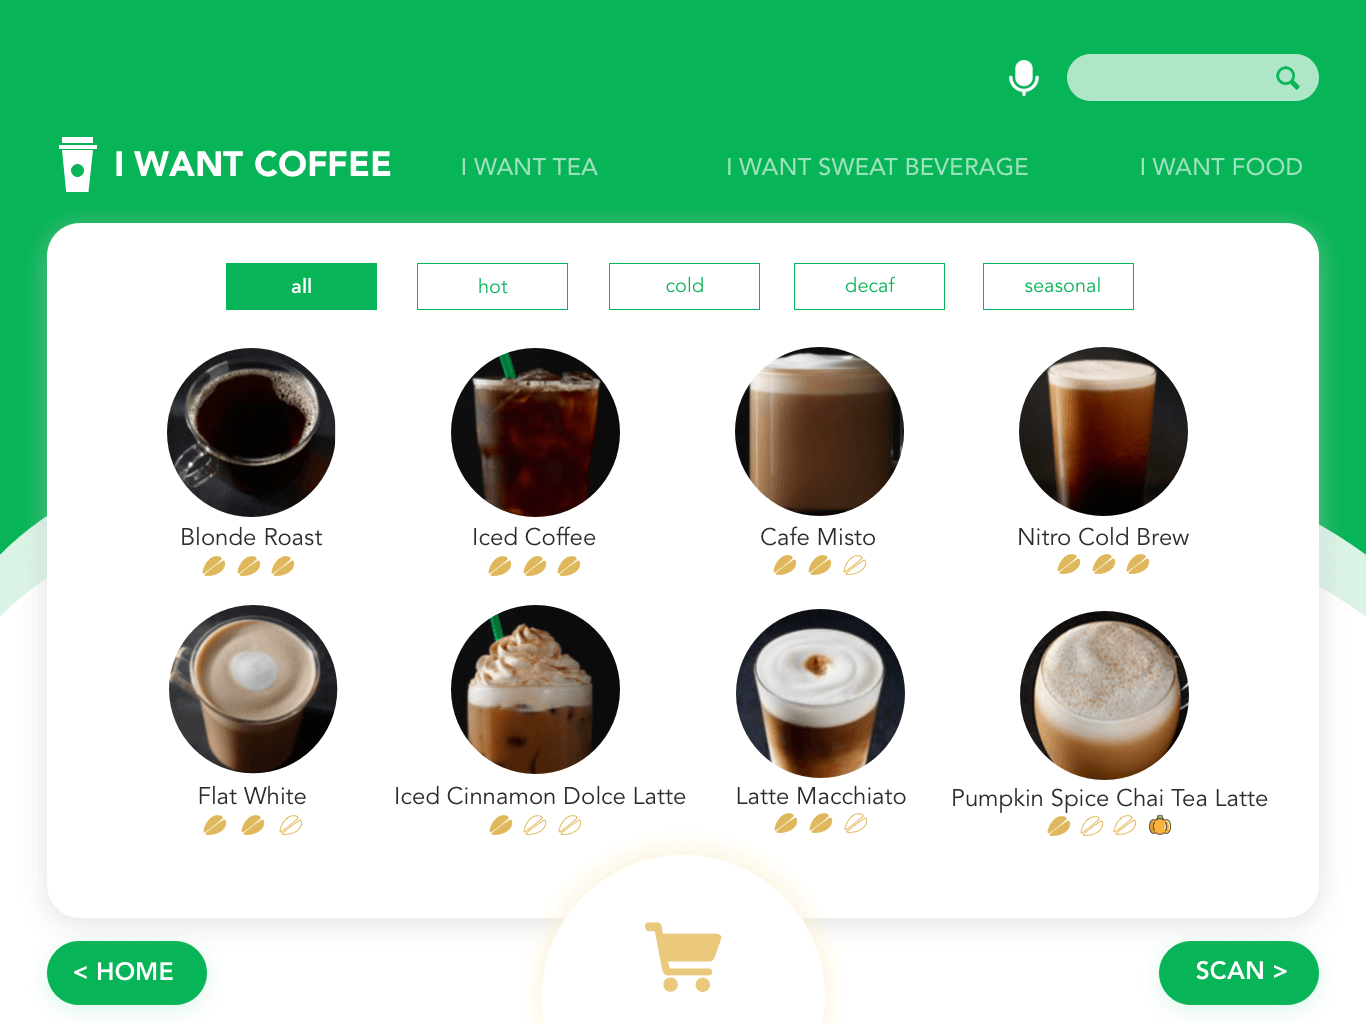 I WANT COFFEE
I WANT TEA
I WANT SWEAT BEVERAGE
I WANT FOOD
all
hot
cold
decaf
seasonal
Blonde Roast
Iced Coffee
Cafe Misto
Nitro Cold Brew
Flat White
Iced Cinnamon Dolce Latte
Latte Macchiato
Pumpkin Spice Chai Tea Latte
< HOME
SCAN >